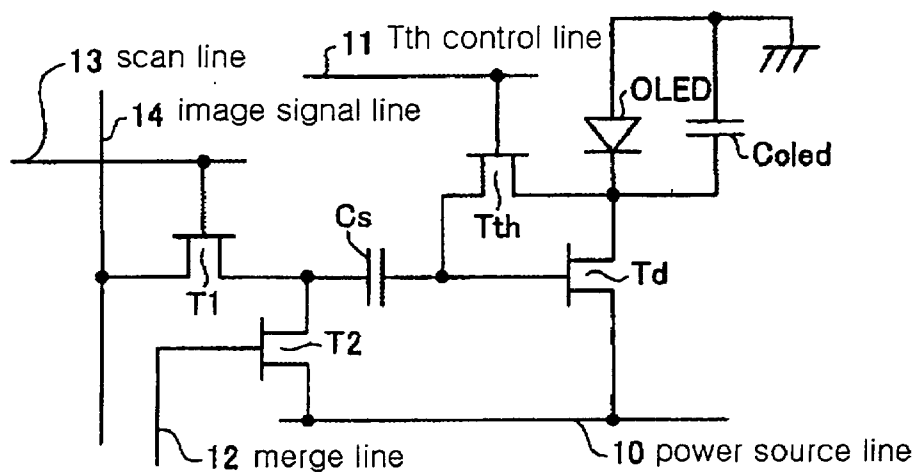 11 Tth control line
13 scan line
OLED
14 image signal line
Coled
Tth
Cs
Td
T1
T2
12 merge line
10 power source line